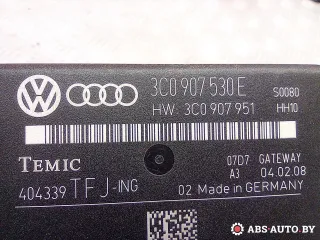 3C0 907 530 E S0080
HW 3C0 907 951 HH10
TEMIC 07D7 GATEWAY
A3 04.02.08
404339 TFJ-ING 02 Made in GERMANY
ABS-AUTO.BY